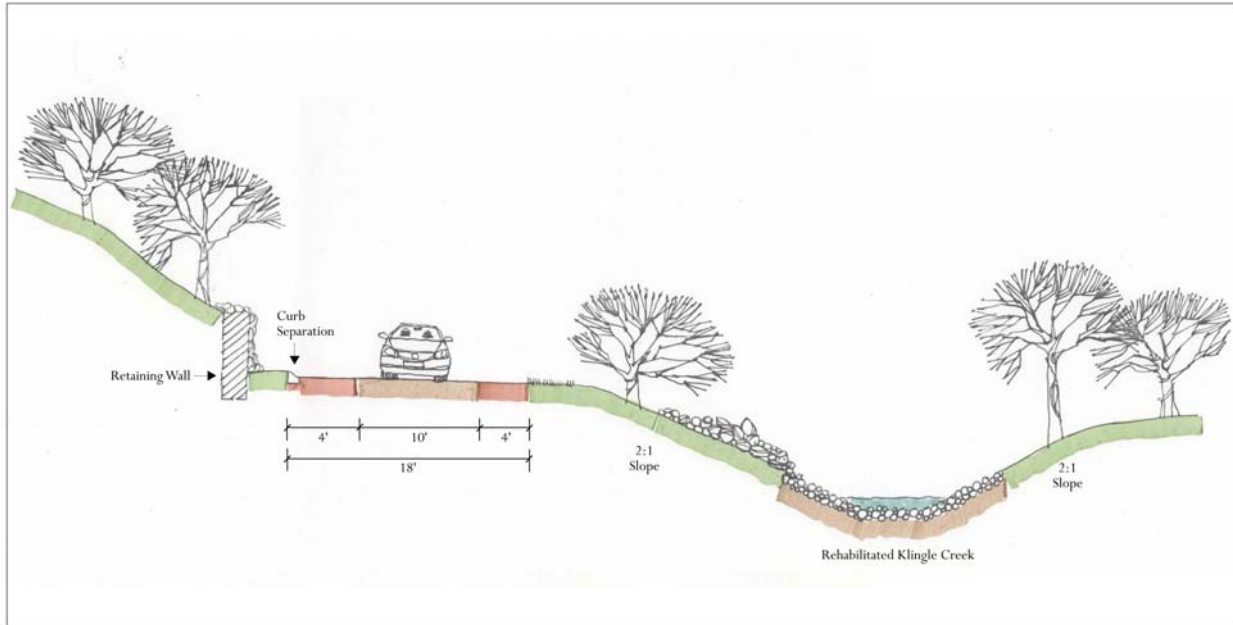 Curb
Separation
Retaining Wall
4'
10'
4'
18'
2:1
Slope
2:1
Slope
Rehabilitated Klingle Creek